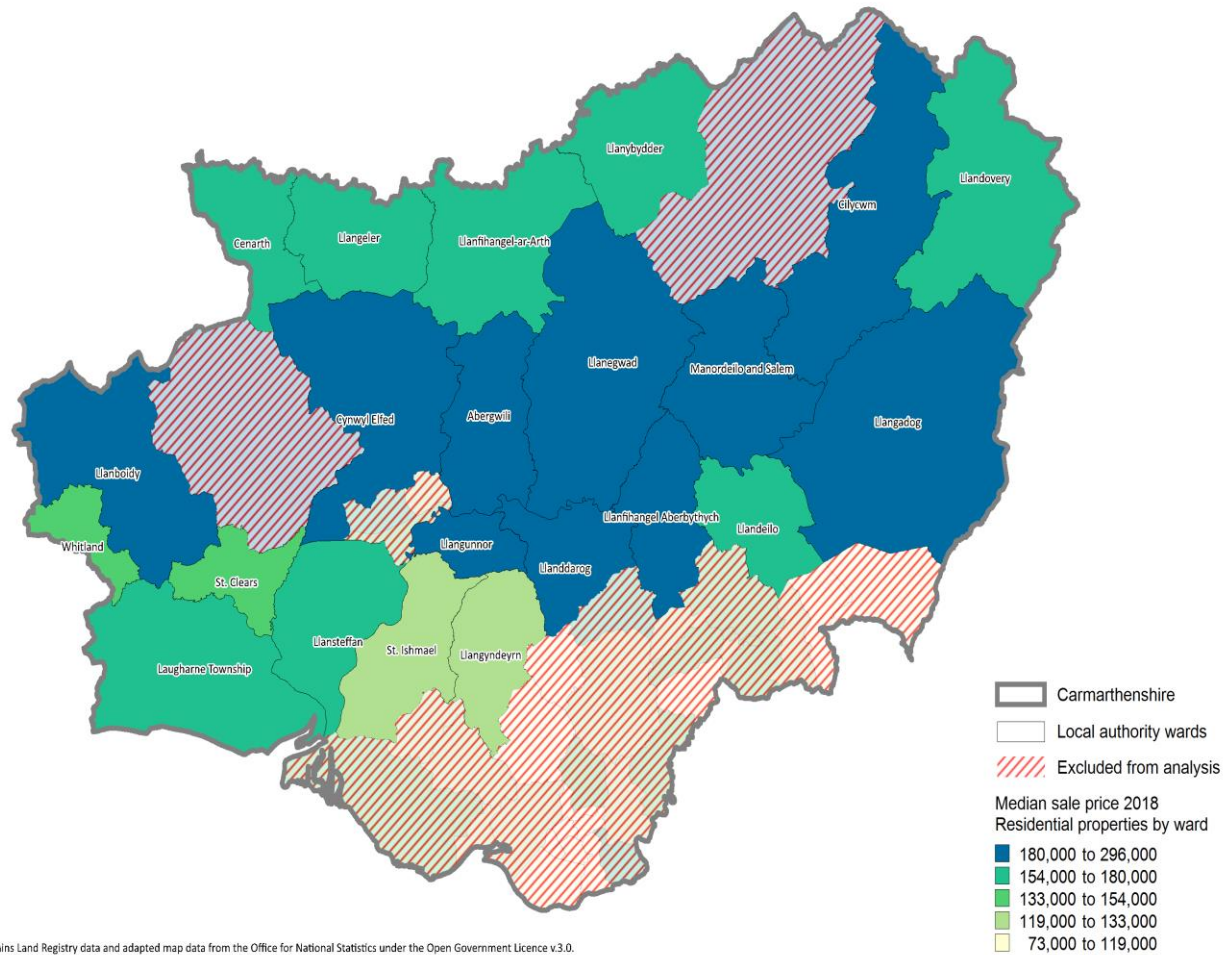 Llanybydder
Llandovery
Cilycwm
Cenarth
Llangeler
Llanfihangel-ar-Arth
Llanegwad
Manordeilo and Salem
Cynwyl Elfed
Abergwili
Llangadog
Llanboidy
Llanfihangel Aberbythych
Llandeilo
Whitland
Llangunnor
Llanddarog
St. Clears
Llansteffan
St. Ishmael
Llangyndeyrn
Laugharne Township
Carmarthenshire
Local authority wards
Excluded from analysis
Median sale price 2018
Residential properties by ward
180,000 to 296,000
154,000 to 180,000
133,000 to 154,000
119,000 to 133,000
73,000 to 119,000
ins Land Registry data and adapted map data from the Office for National Statistics under the Open Government Licence v.3.0.